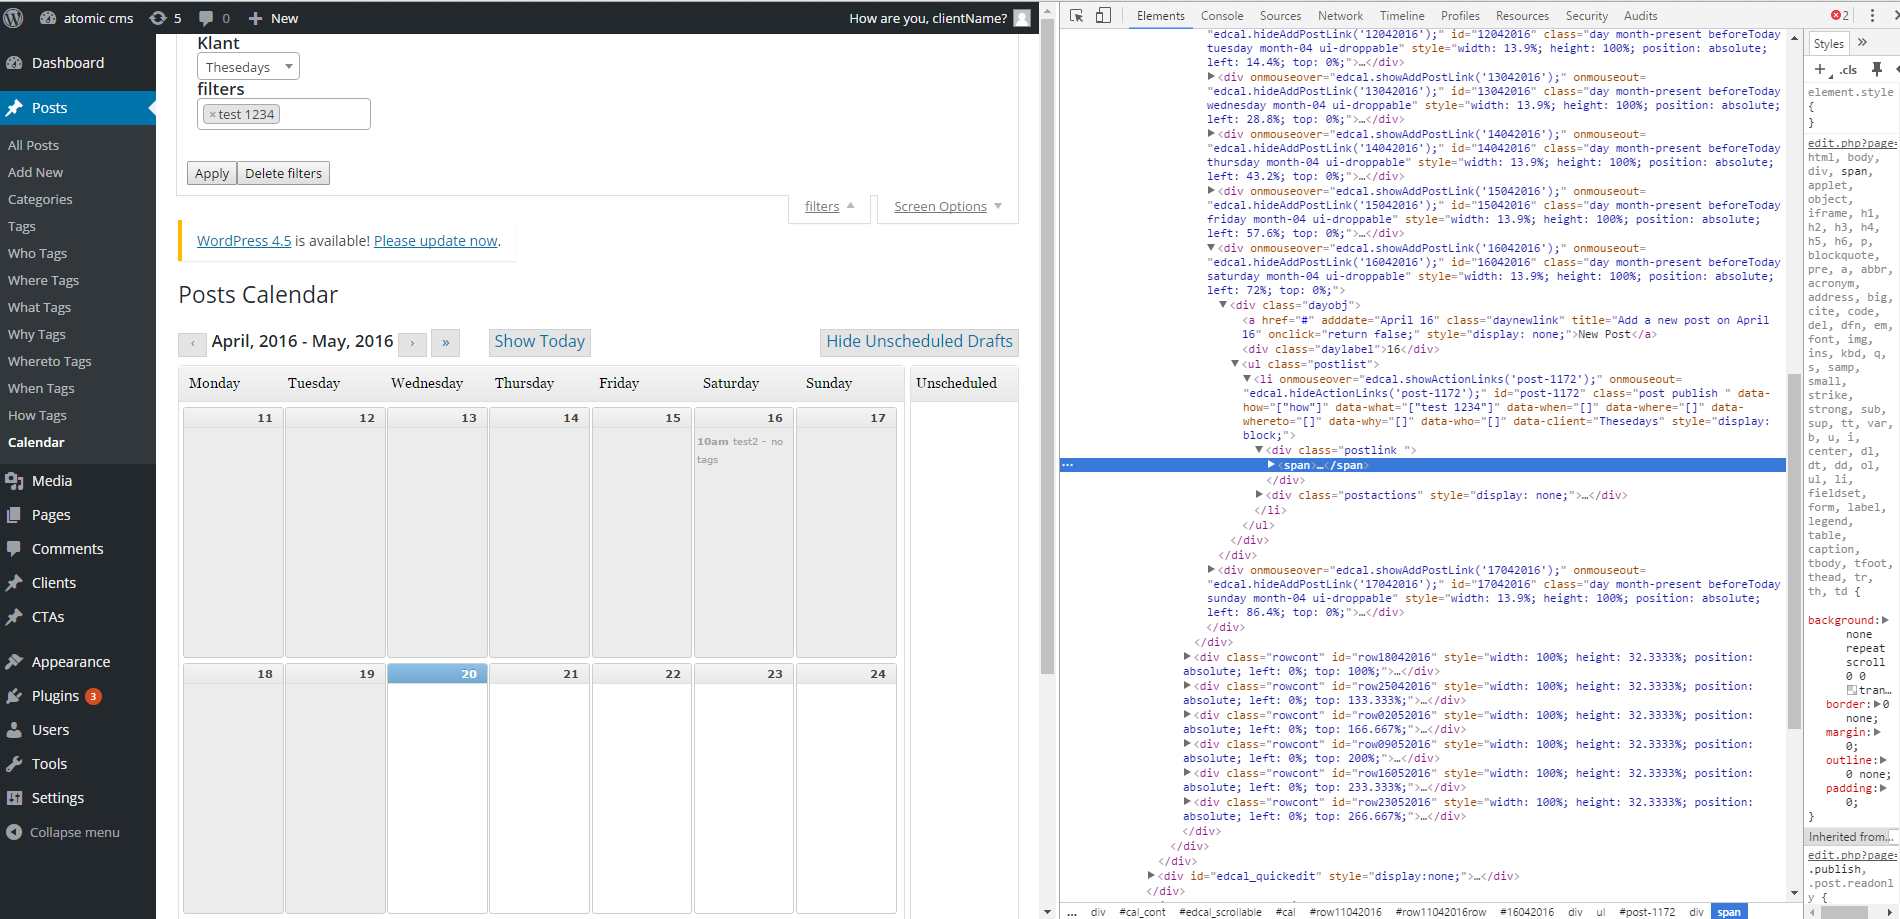 atomic cms
5
0
New
How are you, clientName?
Dashboard
Posts
All Posts
Add New
Categories
Tags
Who Tags
Where Tags
What Tags
Why Tags
Whereto Tags
When Tags
How Tags
Calendar
Media
Pages
Comments
Clients
CTAs
Appearance
Plugins 3
Users
Tools
Settings
Collapse menu
Klant
Thesedays
filters
×test 1234
Apply
Delete filters
filters
Screen Options
WordPress 4.5 is available! Please update now.
Posts Calendar
‹
April, 2016 - May, 2016
›
»
Show Today
Hide Unscheduled Drafts
Monday Tuesday Wednesday Thursday Friday Saturday Sunday Unscheduled
11 12 13 14 15 16 17
10am test2 - no
tags
18 19 20 21 22 23 24
Elements Console Sources Network Timeline Profiles Resources Security Audits
2
"edcal.hideAddPostLink('12042016');" id="12042016" class="day month-present beforeToday
tuesday month-04 ui-droppable" style="width: 13.9%; height: 100%; position: absolute;
left: 14.4%; top: 0%;">…</div>
<div onmouseover="edcal.showAddPostLink('13042016');" onmouseout=
"edcal.hideAddPostLink('13042016');" id="13042016" class="day month-present beforeToday
wednesday month-04 ui-droppable" style="width: 13.9%; height: 100%; position: absolute;
left: 28.8%; top: 0%;">…</div>
<div onmouseover="edcal.showAddPostLink('14042016');" onmouseout=
"edcal.hideAddPostLink('14042016');" id="14042016" class="day month-present beforeToday
thursday month-04 ui-droppable" style="width: 13.9%; height: 100%; position: absolute;
left: 43.2%; top: 0%;">…</div>
<div onmouseover="edcal.showAddPostLink('15042016');" onmouseout=
"edcal.hideAddPostLink('15042016');" id="15042016" class="day month-present beforeToday
friday month-04 ui-droppable" style="width: 13.9%; height: 100%; position: absolute;
left: 57.6%; top: 0%;">…</div>
<div onmouseover="edcal.showAddPostLink('16042016');" onmouseout=
"edcal.hideAddPostLink('16042016');" id="16042016" class="day month-present beforeToday
saturday month-04 ui-droppable" style="width: 13.9%; height: 100%; position: absolute;
left: 72%; top: 0%;">
<div class="dayobj">
<a href="#" adddate="April 16" class="daynewlink" title="Add a new post on April
16" onclick="return false;" style="display: none;">New Post</a>
<div class="daylabel">16</div>
<ul class="postlist">
<li onmouseover="edcal.showActionLinks('post-1172');" onmouseout=
"edcal.hideActionLinks('post-1172');" id="post-1172" class="post publish " data-
how="["how"]" data-what="["test 1234"]" data-when="[]" data-where="[]" data-
whereto="[]" data-why="[]" data-who="[]" data-client="Thesedays" style="display:
block;">
<div class="postlink ">
… <span>…</span>
</div>
<div class="postactions" style="display: none;">…</div>
</li>
</ul>
</div>
</div>
<div onmouseover="edcal.showAddPostLink('17042016');" onmouseout=
"edcal.hideAddPostLink('17042016');" id="17042016" class="day month-present beforeToday
sunday month-04 ui-droppable" style="width: 13.9%; height: 100%; position: absolute;
left: 86.4%; top: 0%;">…</div>
</div>
</div>
<div class="rowcont" id="row18042016" style="width: 100%; height: 32.3333%; position:
absolute; left: 0%; top: 100%;">…</div>
<div class="rowcont" id="row25042016" style="width: 100%; height: 32.3333%; position:
absolute; left: 0%; top: 133.333%;">…</div>
<div class="rowcont" id="row02052016" style="width: 100%; height: 32.3333%; position:
absolute; left: 0%; top: 166.667%;">…</div>
<div class="rowcont" id="row09052016" style="width: 100%; height: 32.3333%; position:
absolute; left: 0%; top: 200%;">…</div>
<div class="rowcont" id="row16052016" style="width: 100%; height: 32.3333%; position:
absolute; left: 0%; top: 233.333%;">…</div>
<div class="rowcont" id="row23052016" style="width: 100%; height: 32.3333%; position:
absolute; left: 0%; top: 266.667%;">…</div>
</div>
</div>
</div>
<div id="edcal_quickedit" style="display:none;">…</div>
</div>
... div #cal_cont #edcal_scrollable #cal #row11042016 #row11042016row #16042016 div ul #post-1172 div span
Styles »
+ .cls
element.style
{
}
edit.php?page=
html, body,
div, span,
applet,
object,
iframe, h1,
h2, h3, h4,
h5, h6, p,
blockquote,
pre, a, abbr,
acronym,
address, big,
cite, code,
del, dfn, em,
font, img,
ins, kbd, q,
s, samp,
small,
strike,
strong, sub,
sup, tt, var,
b, u, i,
center, dl,
dt, dd, ol,
ul, li,
fieldset,
form, label,
legend,
table,
caption,
tbody, tfoot,
thead, tr,
th, td {
background:
none
repeat
scroll
0 0
tran…
border: 0
none;
margin:
0;
outline:
0 none;
padding:
0;
}
Inherited from…
edit.php?page=
.publish,
.post.readonl
y {